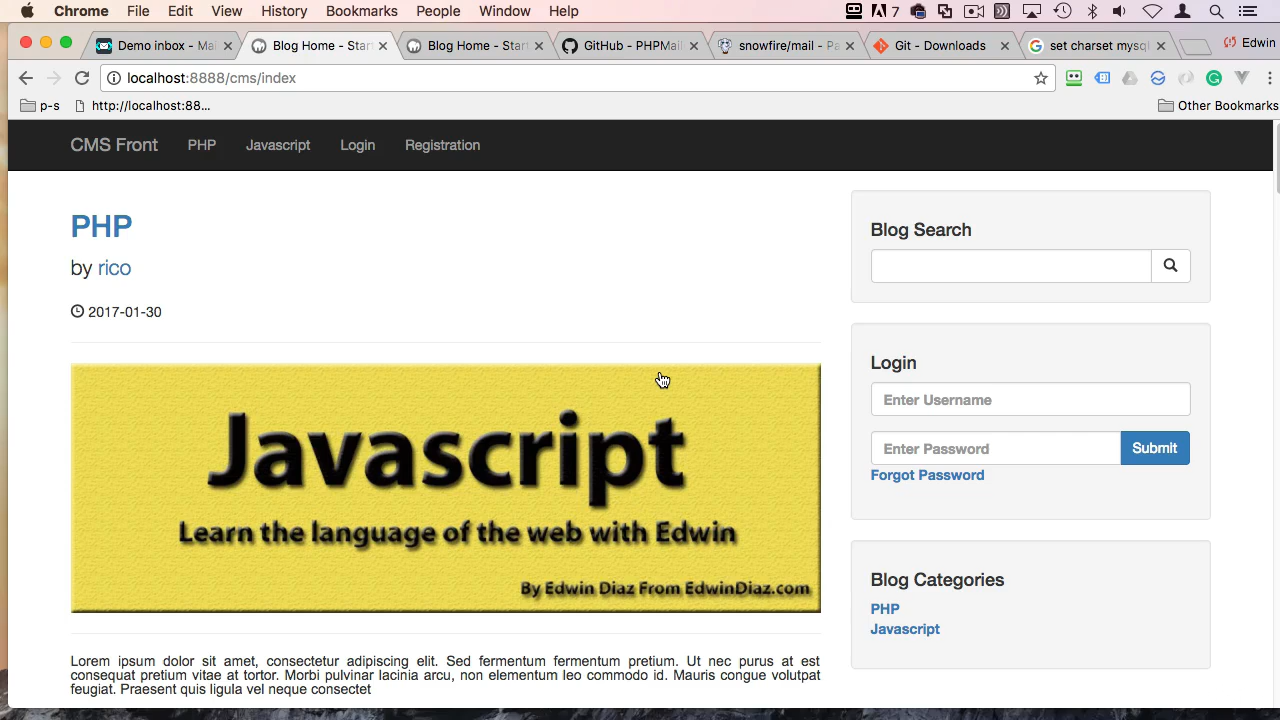 Chrome File Edit View History Bookmarks People Window Help 7
Demo inbox - Mai Blog Home - Star Blog Home - Star GitHub - PHPMail snowfire/mail - Pa Git - Downloads set charset mysql Edwin
localhost:8888/cms/index
p-s http://localhost:88... Other Bookmarks
CMS Front PHP Javascript Login Registration
PHP
by rico
2017-01-30
Javascript
Learn the language of the web with Edwin
By Edwin Diaz From EdwinDiaz.com
Lorem ipsum dolor sit amet, consectetur adipiscing elit. Sed fermentum fermentum pretium. Ut nec purus at est
consequat pretium vitae at tortor. Morbi pulvinar lacinia arcu, non elementum leo commodo id. Mauris congue volutpat
feugiat. Praesent quis ligula vel neque consectet
Blog Search
Login
Enter Username
Enter Password Submit
Forgot Password
Blog Categories
PHP
Javascript